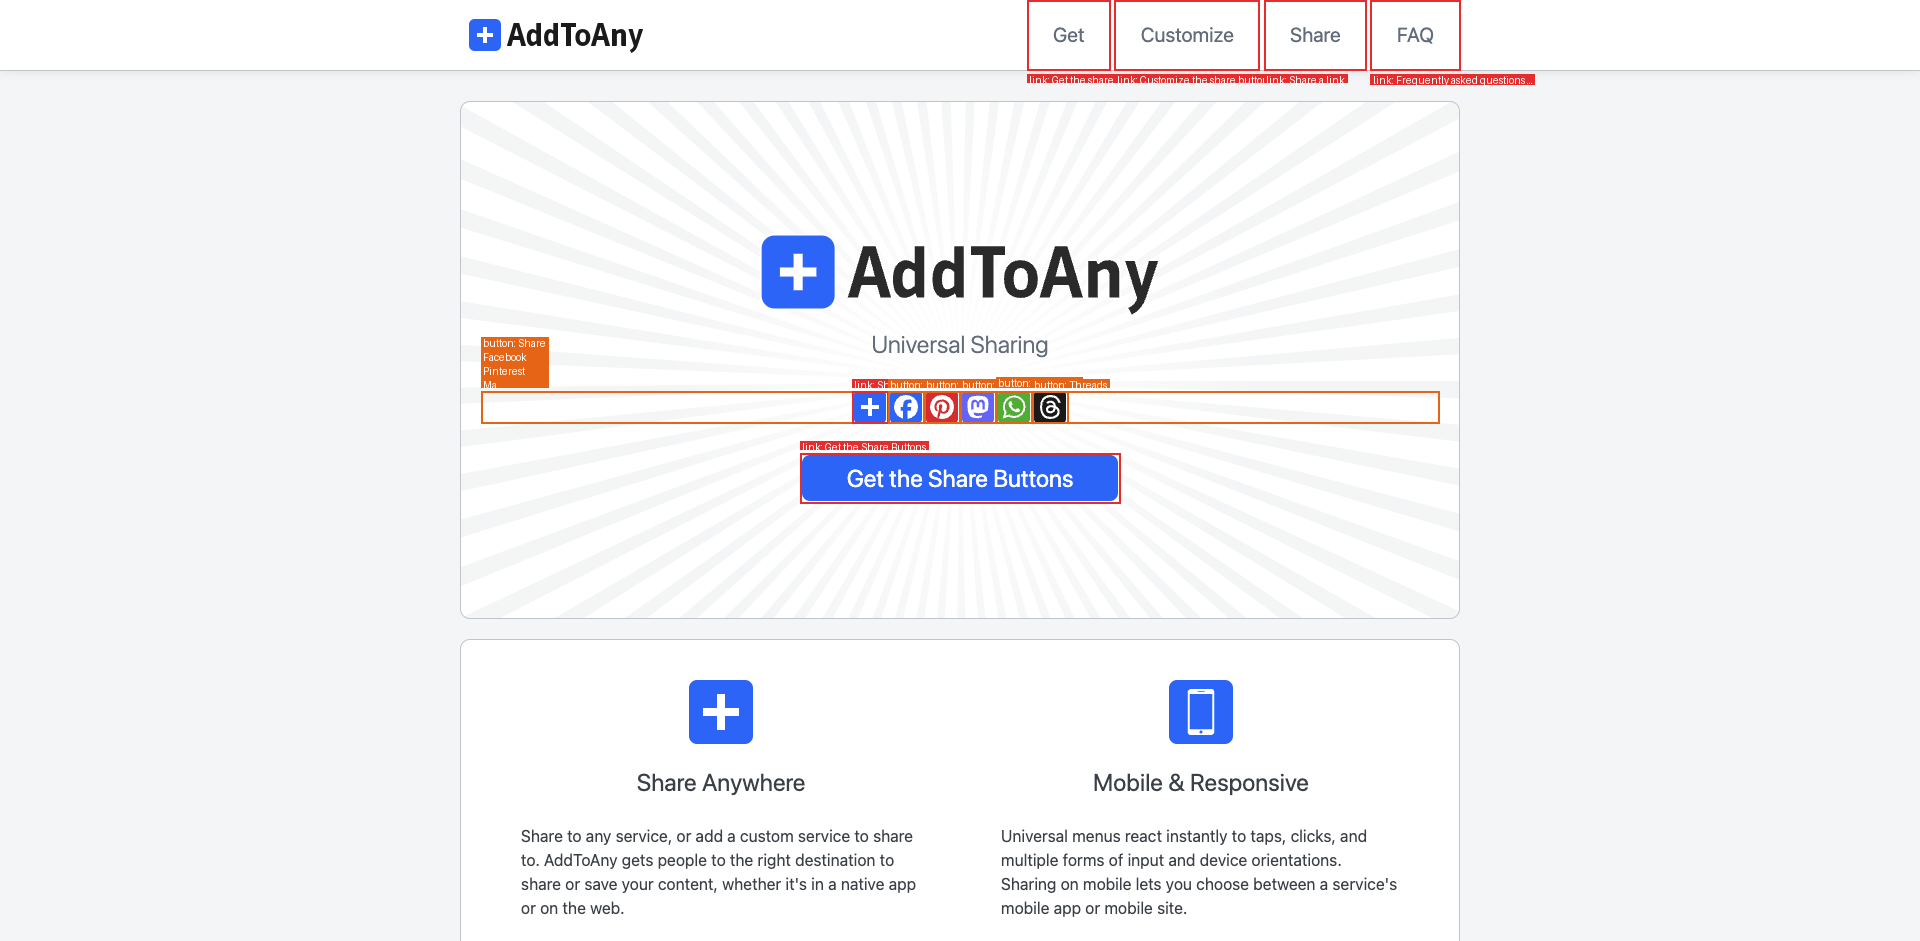 AddToAny
Get
Customize
Share
FAQ
link: Get the share
link: Customize the share button
link: Share a link
link: Frequently asked questions...
AddToAny
Universal Sharing
button: Share
Facebook
Pinterest
Ma
link: Sh
button:
button:
button:
button:
button: Threads
link: Get the Share Buttons
Get the Share Buttons
Share Anywhere
Share to any service, or add a custom service to share
to. AddToAny gets people to the right destination to
share or save your content, whether it's in a native app
or on the web.
Mobile & Responsive
Universal menus react instantly to taps, clicks, and
multiple forms of input and device orientations.
Sharing on mobile lets you choose between a service's
mobile app or mobile site.